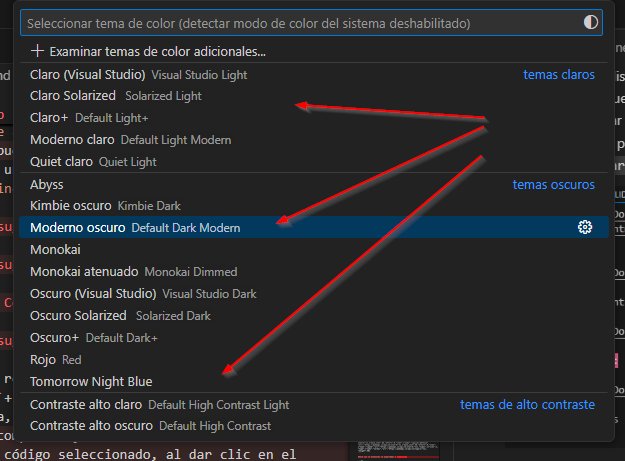 Seleccionar tema de color (detectar modo de color del sistema deshabilitado)
Examinar temas de color adicionales...
Claro (Visual Studio) Visual Studio Light temas claros
Claro Solarized Solarized Light
Claro+ Default Light+
Moderno claro Default Light Modern
Quiet claro Quiet Light
Abyss temas oscuros
Kimbie oscuro Kimbie Dark
Moderno oscuro Default Dark Modern
Monokai
Monokai atenuado Monokai Dimmed
Oscuro (Visual Studio) Visual Studio Dark
Oscuro Solarized Solarized Dark
Oscuro+ Default Dark+
Rojo Red
Tomorrow Night Blue
Contraste alto claro Default High Contrast Light temas de alto contraste
Contraste alto oscuro Default High Contrast
código seleccionado, al dar clic en el